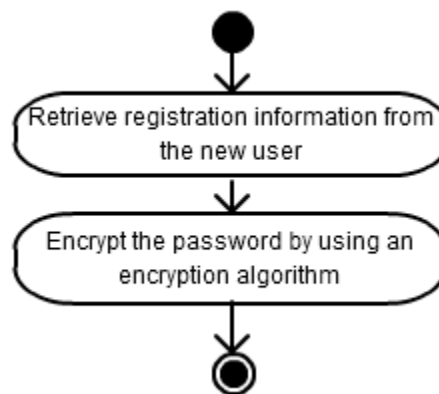 Retrieve registration information from
the new user
Encrypt the password by using an
encryption algorithm